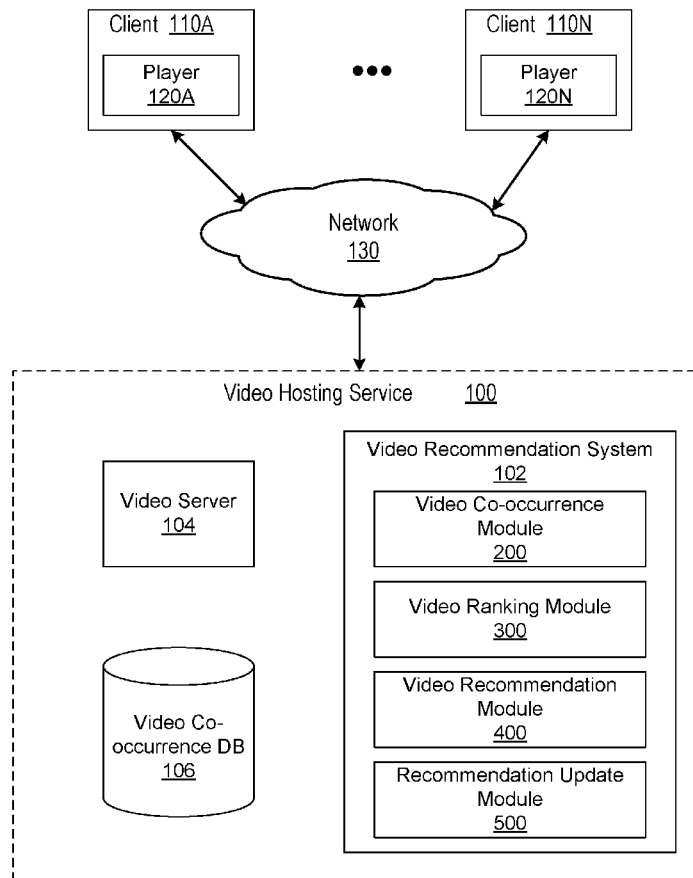 Client 110A
Player
120A
Client 110N
Player
120N
Network
130
Video Hosting Service 100
Video Server
104
Video Co-
occurrence DB
106
Video Recommendation System
102
Video Co-occurrence
Module
200
Video Ranking Module
300
Video Recommendation
Module
400
Recommendation Update
Module
500